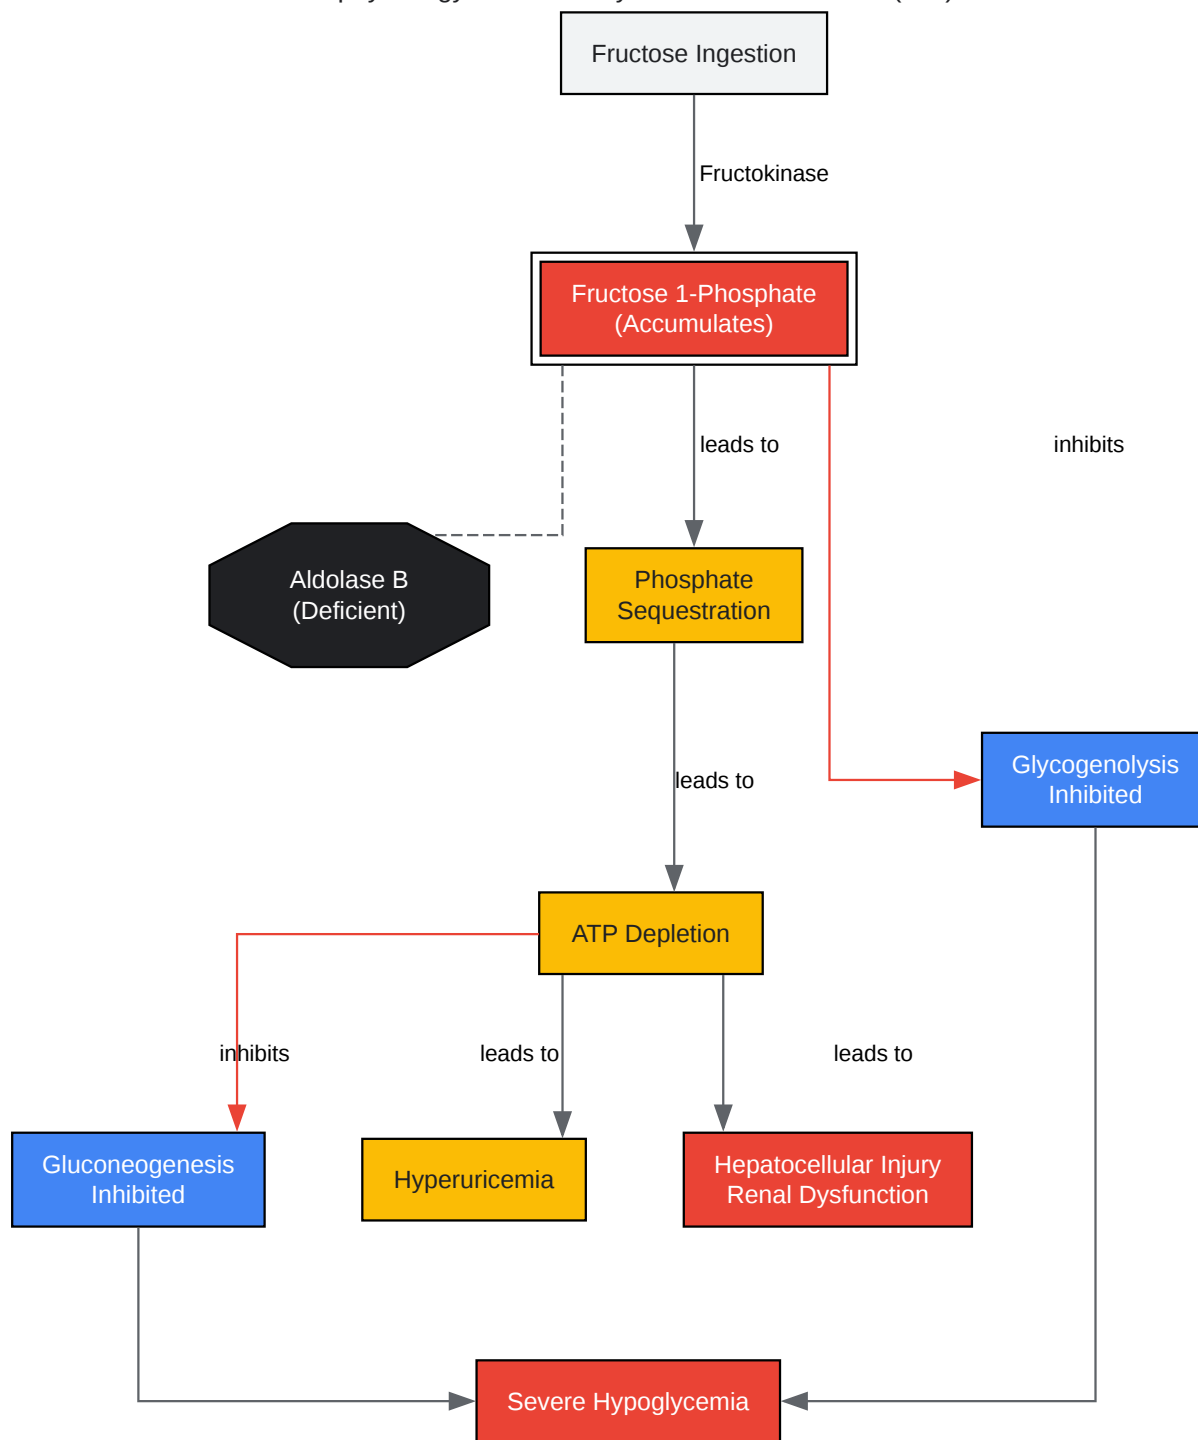 Fructose Ingestion
Fructokinase
Fructose 1-Phosphate
(Accumulates)
leads to
inhibits
Aldolase B
(Deficient)
Phosphate
Sequestration
Glycogenolysis
Inhibited
leads to
ATP Depletion
inhibits
leads to
leads to
Gluconeogenesis
Inhibited
Hyperuricemia
Hepatocellular Injury
Renal Dysfunction
Severe Hypoglycemia